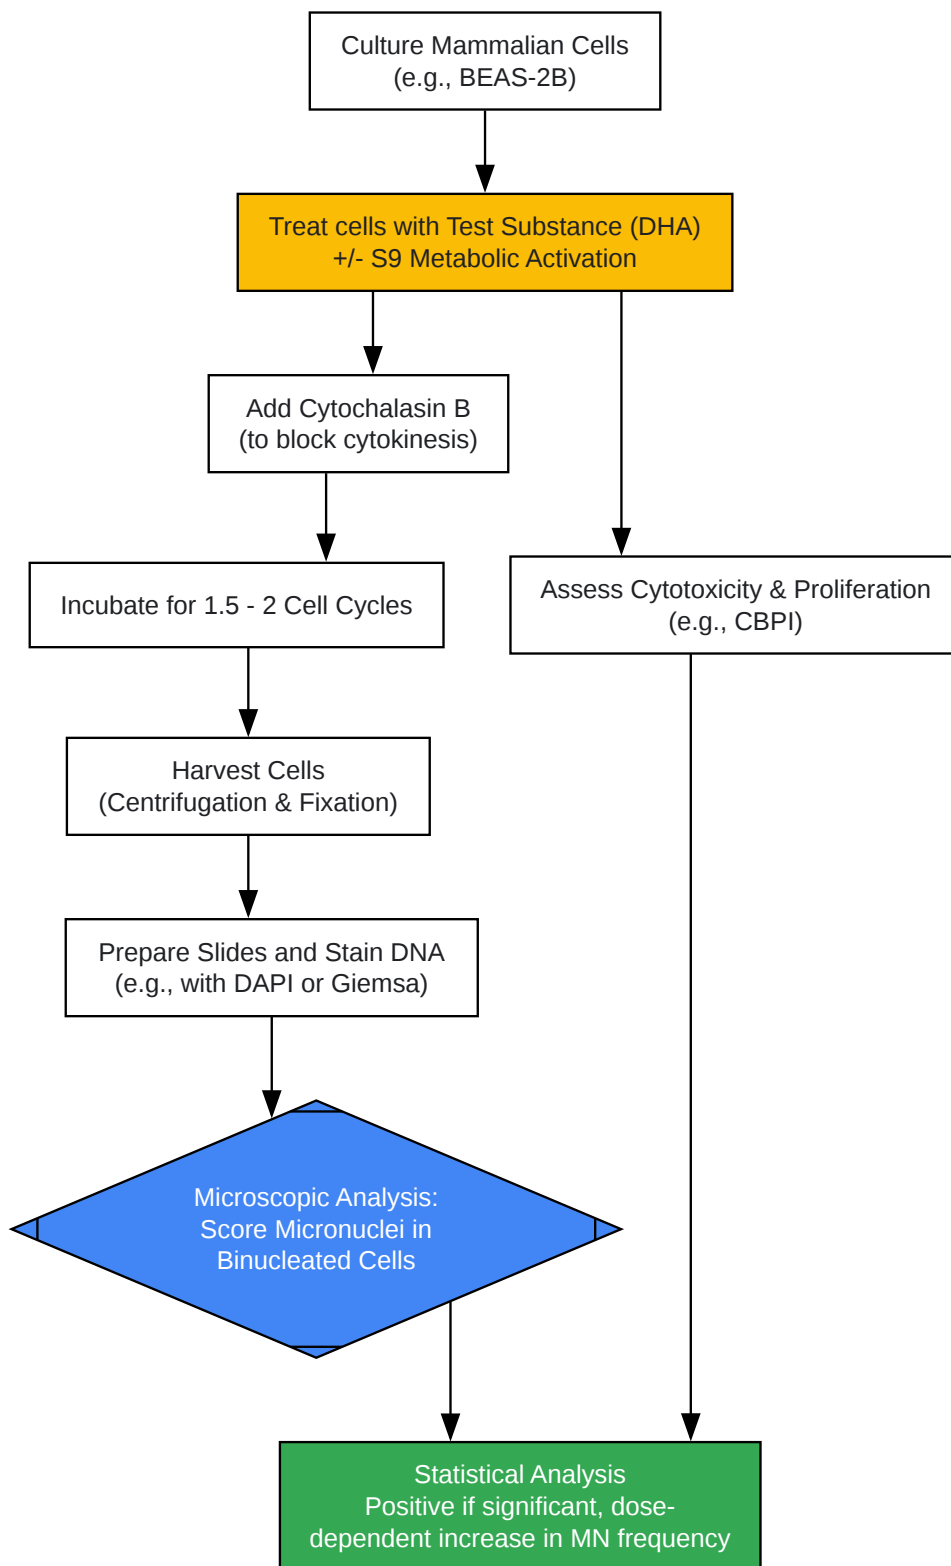 Culture Mammalian Cells
(e.g., BEAS-2B)
Treat cells with Test Substance (DHA)
+/- S9 Metabolic Activation
Add Cytochalasin B
(to block cytokinesis)
Incubate for 1.5 - 2 Cell Cycles
Assess Cytotoxicity & Proliferation
(e.g., CBPI)
Harvest Cells
(Centrifugation & Fixation)
Prepare Slides and Stain DNA
(e.g., with DAPI or Giemsa)
Microscopic Analysis:
Score Micronuclei in
Binucleated Cells
Statistical Analysis
Positive if significant, dose-
dependent increase in MN frequency